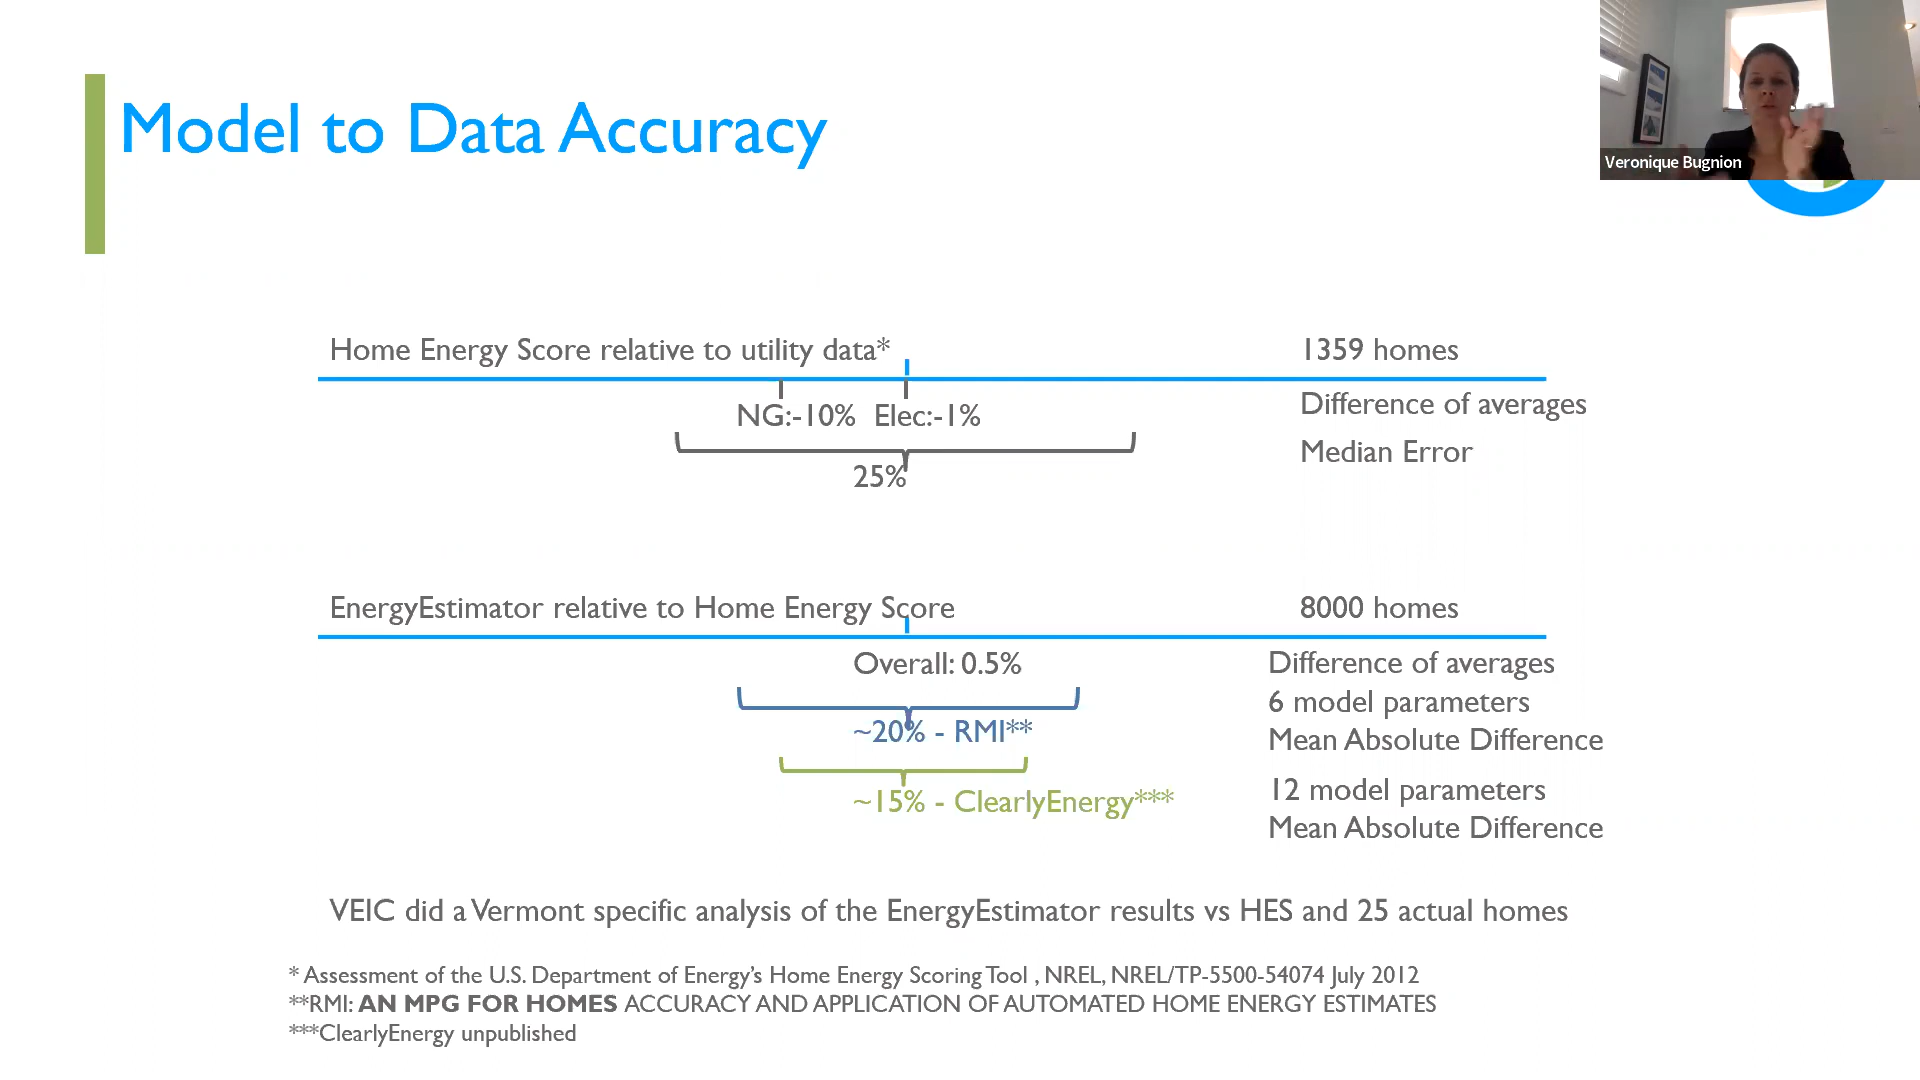 Model to Data Accuracy
Veronique Bugnion
Home Energy Score relative to utility data*
1359 homes
NG:-10% Elec:-1%
Difference of averages
25%
Median Error
EnergyEstimator relative to Home Energy Score
8000 homes
Overall: 0.5%
Difference of averages
6 model parameters
~20% - RMI**
Mean Absolute Difference
~15% - ClearlyEnergy***
12 model parameters
Mean Absolute Difference
VEIC did a Vermont specific analysis of the EnergyEstimator results vs HES and 25 actual homes
* Assessment of the U.S. Department of Energy's Home Energy Scoring Tool , NREL, NREL/TP-5500-54074 July 2012
**RMI: AN MPG FOR HOMES ACCURACY AND APPLICATION OF AUTOMATED HOME ENERGY ESTIMATES
***ClearlyEnergy unpublished